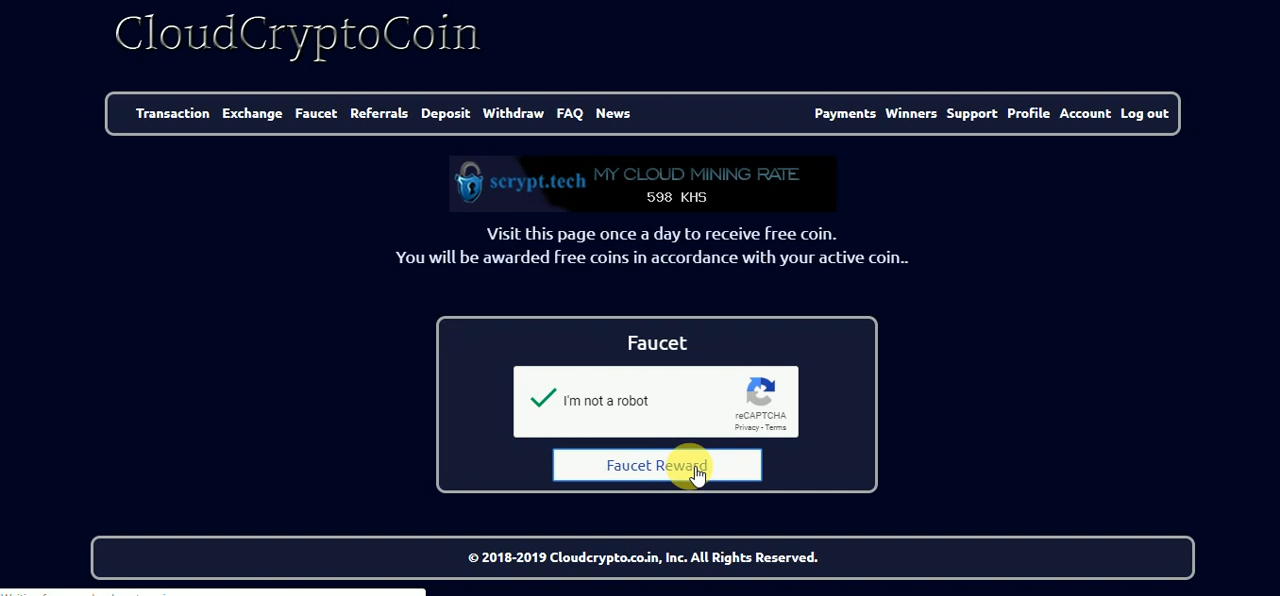 CloudCryptoCoin
Transaction Exchange Faucet Referrals Deposit Withdraw FAQ News Payments Winners Support Profile Account Log out
scrypt.tech MY CLOUD MINING RATE
598 KHS
Visit this page once a day to receive free coin.
You will be awarded free coins in accordance with your active coin..
Faucet
I'm not a robot
reCAPTCHA
Privacy - Terms
Faucet Reward
© 2018-2019 Cloudcrypto.co.in, Inc. All Rights Reserved.